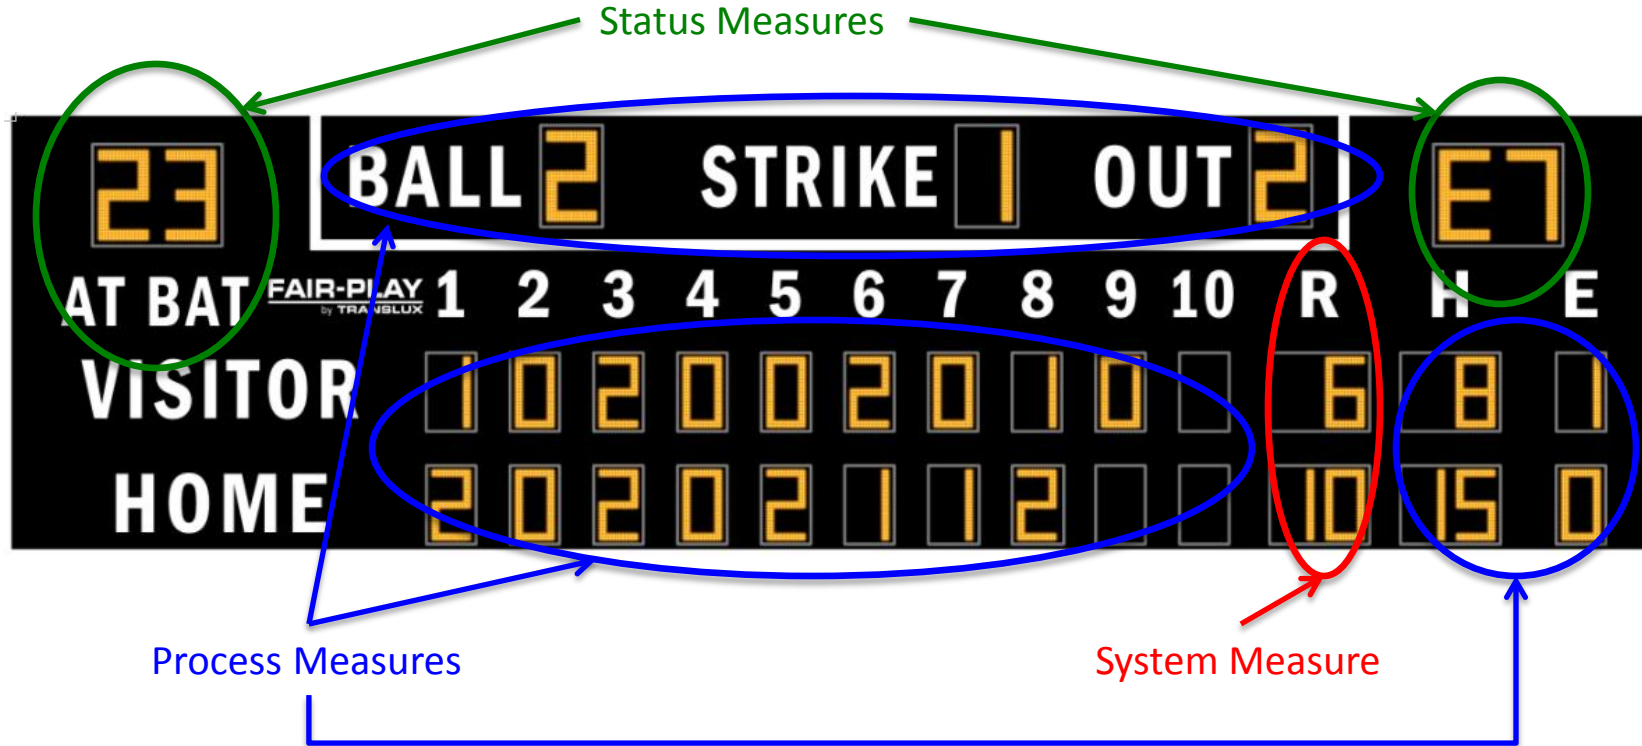 Status Measures
23 BALL 2 STRIKE 1 OUT 2 E7
AT BAT FAIR-PLAY 1 2 3 4 5 6 7 8 9 10 R H E
by TRANSLUX
VISITOR 1 0 2 0 0 2 0 1 0 6 8 1
HOME 2 0 2 0 2 1 1 2 10 15 0
Process Measures System Measure